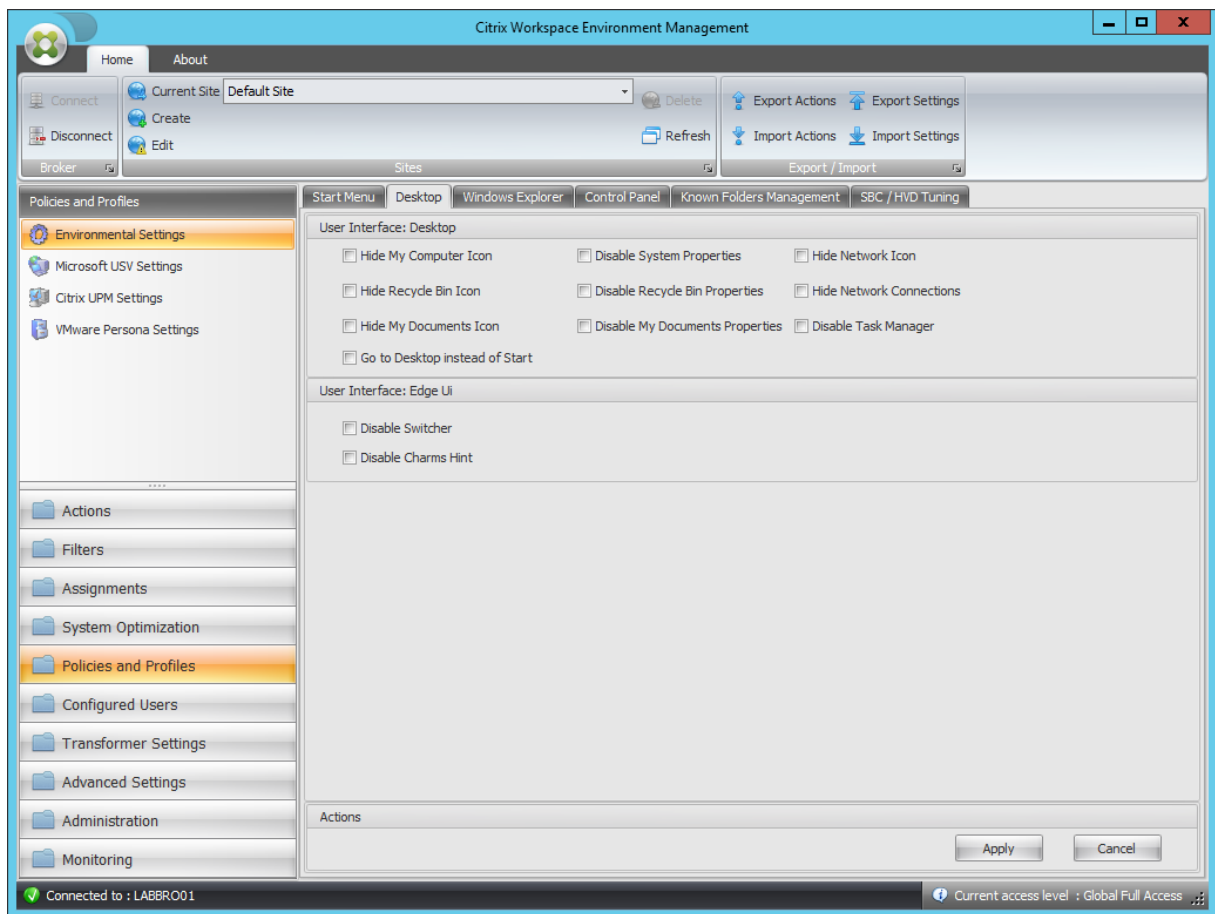 Citrix Workspace Environment Management
Home About
Connect
Disconnect
Broker
Current Site Default Site
Create
Edit
Delete
Refresh
Sites
Export Actions Export Settings
Import Actions Import Settings
Export / Import
Policies and Profiles
Environmental Settings
Microsoft USV Settings
Citrix UPM Settings
VMware Persona Settings
Actions
Filters
Assignments
System Optimization
Policies and Profiles
Configured Users
Transformer Settings
Advanced Settings
Administration
Monitoring
Start Menu Desktop Windows Explorer Control Panel Known Folders Management SBC / HVD Tuning
User Interface: Desktop
Hide My Computer Icon Disable System Properties Hide Network Icon
Hide Recycle Bin Icon Disable Recycle Bin Properties Hide Network Connections
Hide My Documents Icon Disable My Documents Properties Disable Task Manager
Go to Desktop instead of Start
User Interface: Edge Ui
Disable Switcher
Disable Charms Hint
Actions
Apply Cancel
Connected to : LABBRO01
Current access level : Global Full Access